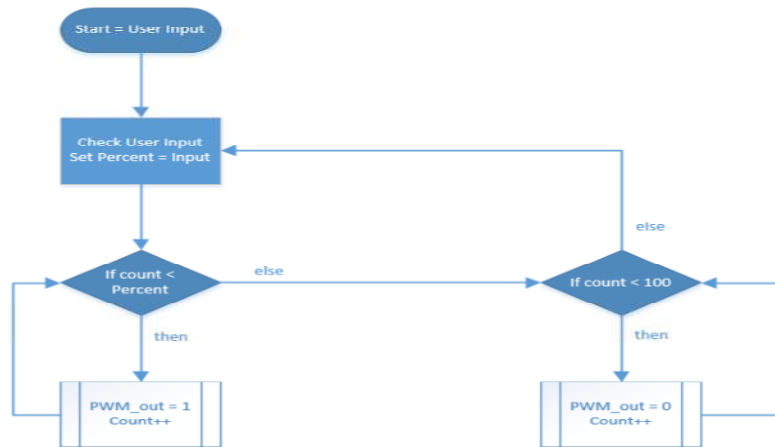 Start = User Input
Check User Input
Set Percent = Input
else
If count <
Percent
else
If count < 100
then
then
PWM_out = 1
Count++
PWM_out = 0
Count++